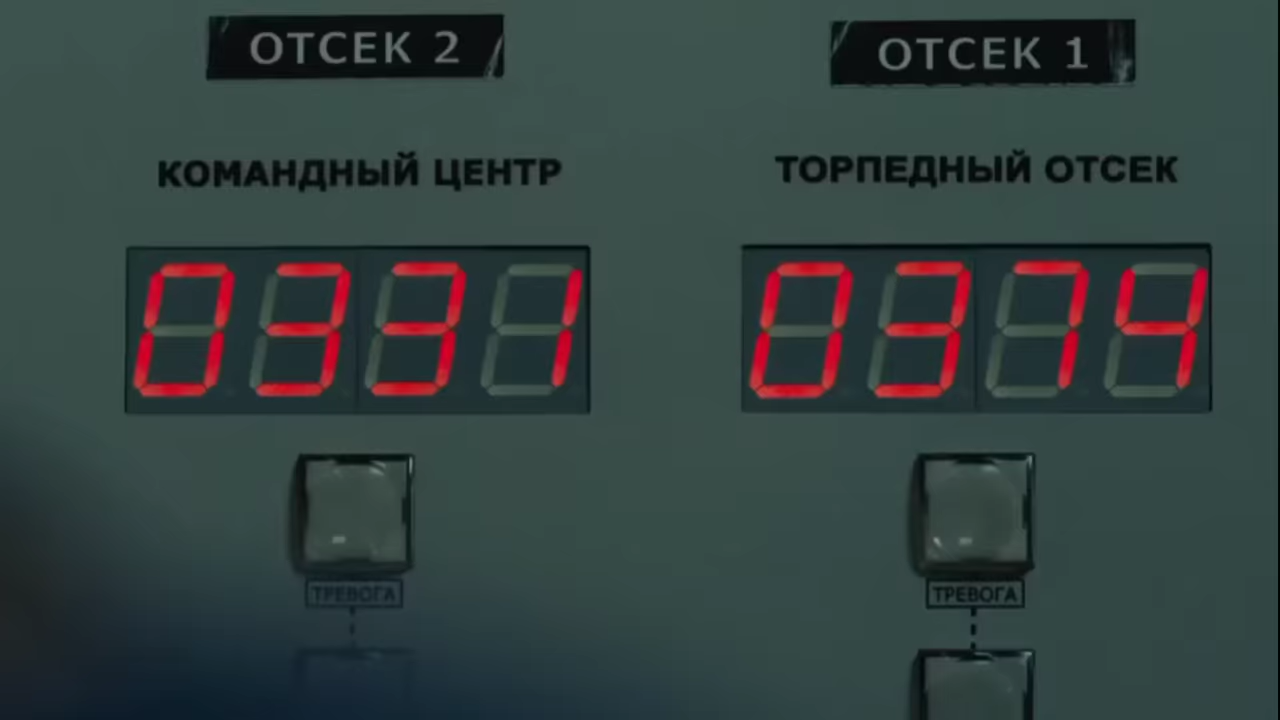 ОТСЕК 2
КОМАНДНЫЙ ЦЕНТР
0331
ТРЕВОГА
ОТСЕК 1
ТОРПЕДНЫЙ ОТСЕК
0374
ТРЕВОГА